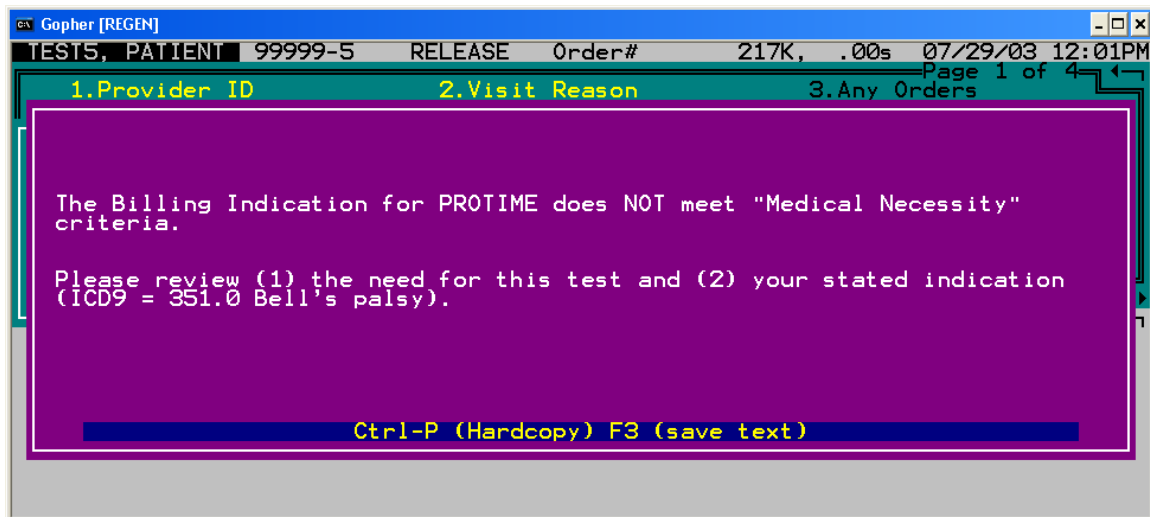 Gopher [REGEN]
TEST5, PATIENT 99999-5 RELEASE Order# 217K, .00s 07/29/03 12:01PM
Page 1 of 4
1.Provider ID 2.Visit Reason 3.Any Orders
The Billing Indication for PROTIME does NOT meet "Medical Necessity"
criteria.
Please review (1) the need for this test and (2) your stated indication
(ICD9 = 351.0 Bell's palsy).
Ctrl-P (Hardcopy) F3 (save text)